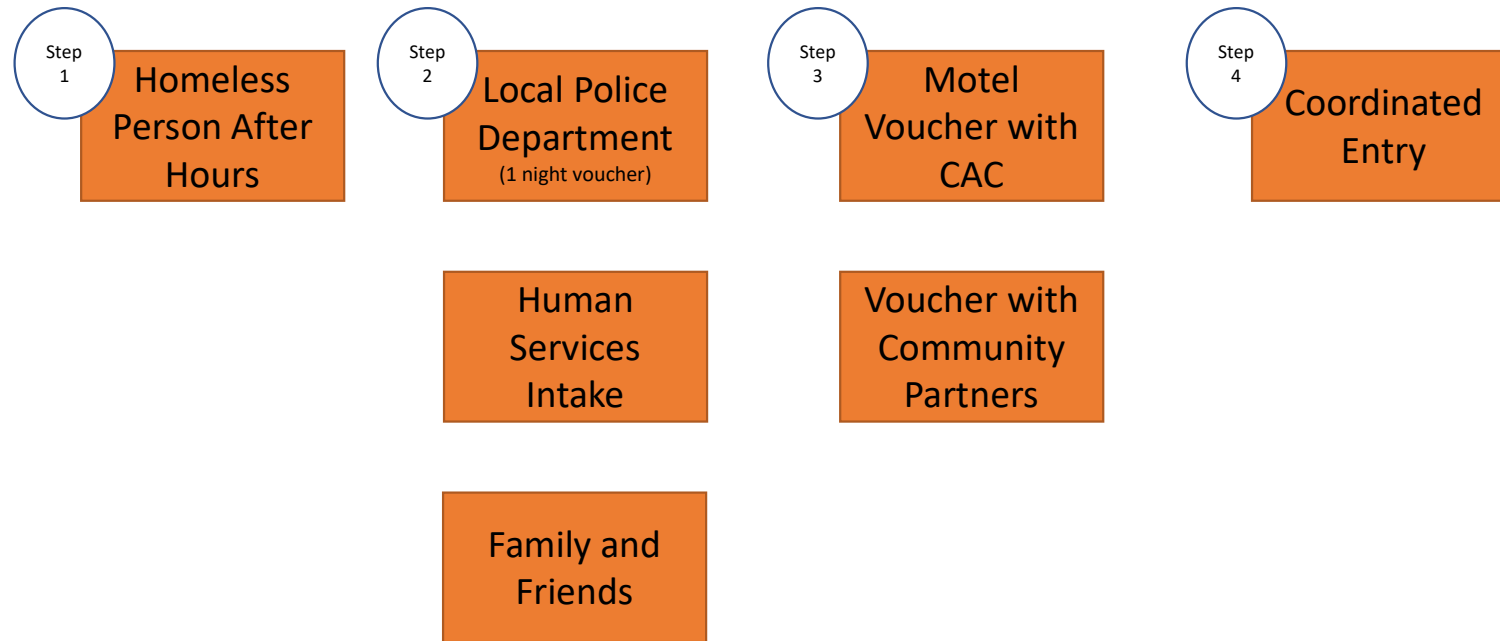 Step
1
Homeless
Person After
Hours
Step
2
Local Police
Department
(1 night voucher)
Human
Services
Intake
Family and
Friends
Step
3
Motel
Voucher with
CAC
Voucher with
Community
Partners
Step
4
Coordinated
Entry